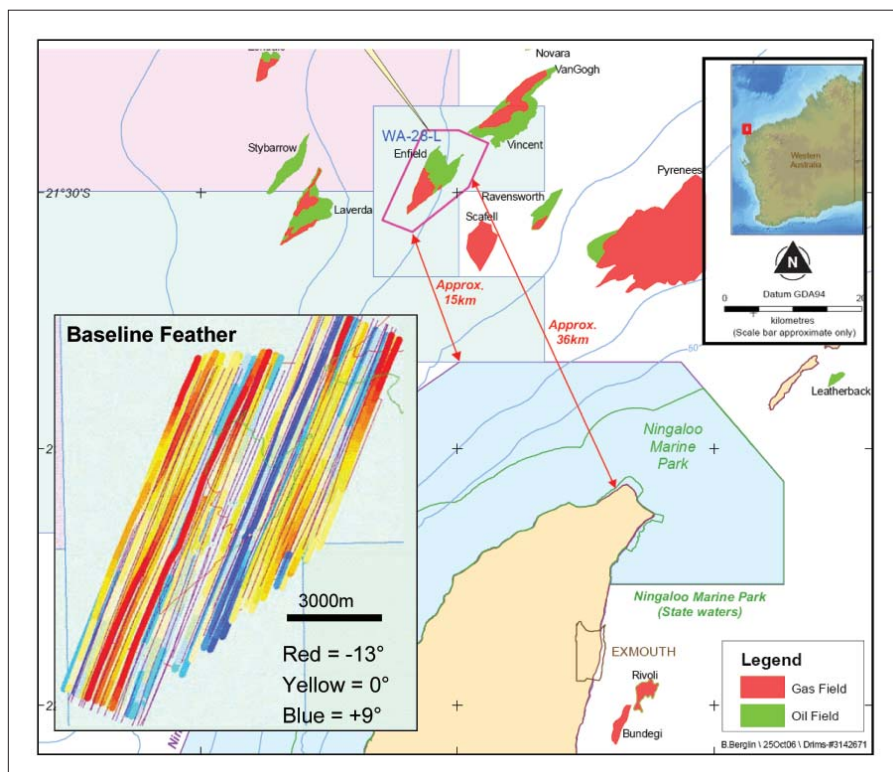 Novara
VanGogh
WA-28-L
Stybarrow
Enfield
Vincent
21°30'S
Laverda
Ravensworth
Scafell
Pyrenees
Western
Australia
N
Datum GDA94
0
20
kilometres
(Scale bar approximate only)
Approx.
15km
Approx.
36km
50
Baseline Feather
Leatherback
Ningaloo
Marine
Park
3000m
Red = -13°
Yellow = 0°
Blue = +9°
Ningaloo Marine Park
(State waters)
EXMOUTH
Rivoli
Bundegi
Legend
Gas Field
Oil Field
B.Berglin \ 25Oct06 \ Drims-#3142671